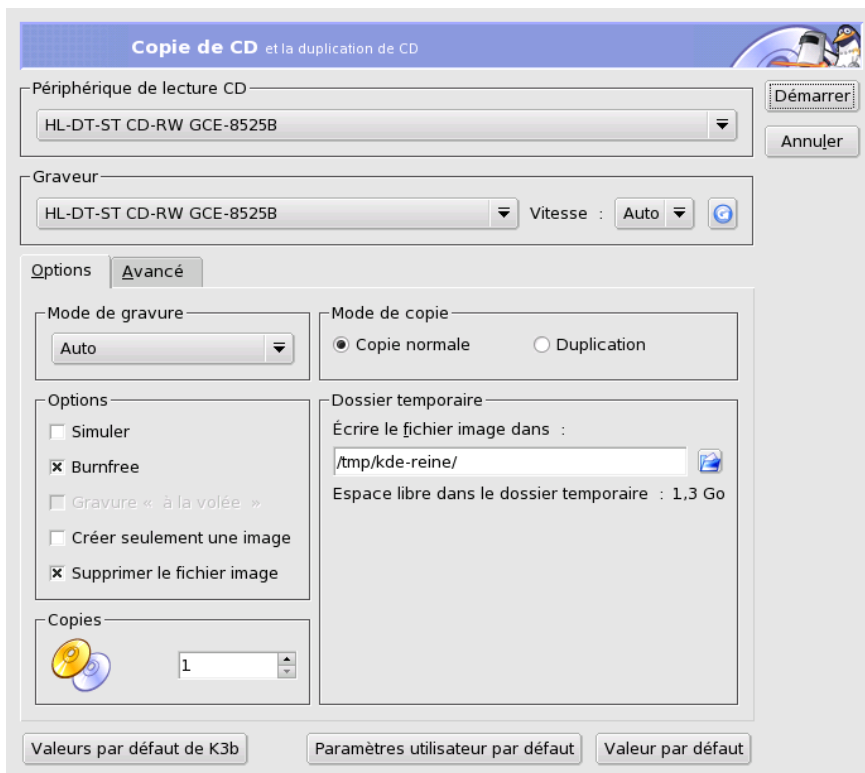 Copie de CD et la duplication de CD
Périphérique de lecture CD
HL-DT-ST CD-RW GCE-8525B
Démarrer
Annuler
Graveur
HL-DT-ST CD-RW GCE-8525B
Vitesse :
Auto
Options
Avancé
Mode de gravure
Auto
Mode de copie
Copie normale
Duplication
Options
Simuler
Burnfree
Gravure « à la volée »
Créer seulement une image
Supprimer le fichier image
Dossier temporaire
Écrire le fichier image dans :
/tmp/kde-reine/
Espace libre dans le dossier temporaire : 1,3 Go
Copies
1
Valeurs par défaut de K3b
Paramètres utilisateur par défaut
Valeur par défaut